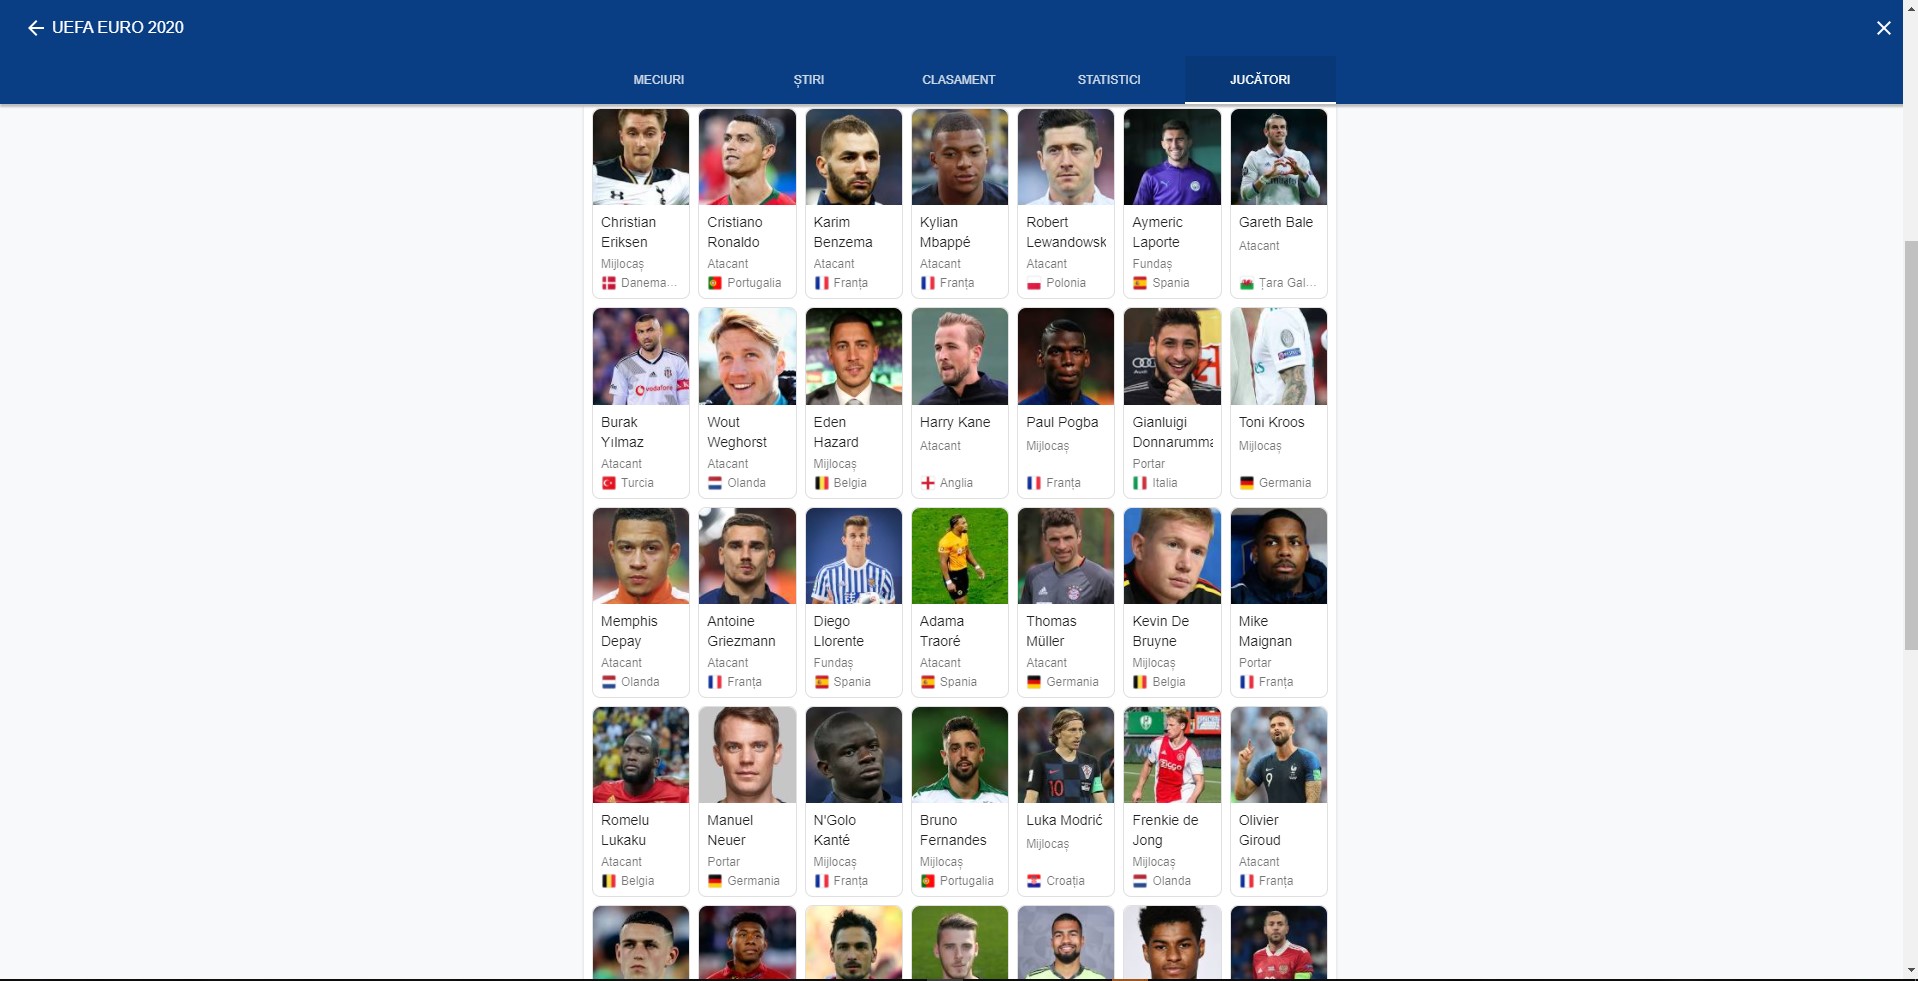 UEFA EURO 2020
MECIURI
ȘTIRI
CLASAMENT
STATISTICI
JUCĂTORI
Christian
Eriksen
Mijlocaș
Danema...
Cristiano
Ronaldo
Atacant
Portugalia
Karim
Benzema
Atacant
Franța
Kylian
Mbappé
Atacant
Franța
Robert
Lewandowsk
Atacant
Polonia
Aymeric
Laporte
Fundaș
Spania
Gareth Bale
Atacant
Țara Gal...
Burak
Yılmaz
Atacant
Turcia
Wout
Weghorst
Atacant
Olanda
Eden
Hazard
Mijlocaș
Belgia
Harry Kane
Atacant
Anglia
Paul Pogba
Mijlocaș
Franța
Gianluigi
Donnarumma
Portar
Italia
Toni Kroos
Mijlocaș
Germania
Memphis
Depay
Atacant
Olanda
Antoine
Griezmann
Atacant
Franța
Diego
Llorente
Fundaș
Spania
Adama
Traoré
Atacant
Spania
Thomas
Müller
Atacant
Germania
Kevin De
Bruyne
Mijlocaș
Belgia
Mike
Maignan
Portar
Franța
Romelu
Lukaku
Atacant
Belgia
Manuel
Neuer
Portar
Germania
N'Golo
Kanté
Mijlocaș
Franța
Bruno
Fernandes
Mijlocaș
Portugalia
Luka Modrić
Mijlocaș
Croația
Frenkie de
Jong
Mijlocaș
Olanda
Olivier
Giroud
Atacant
Franța